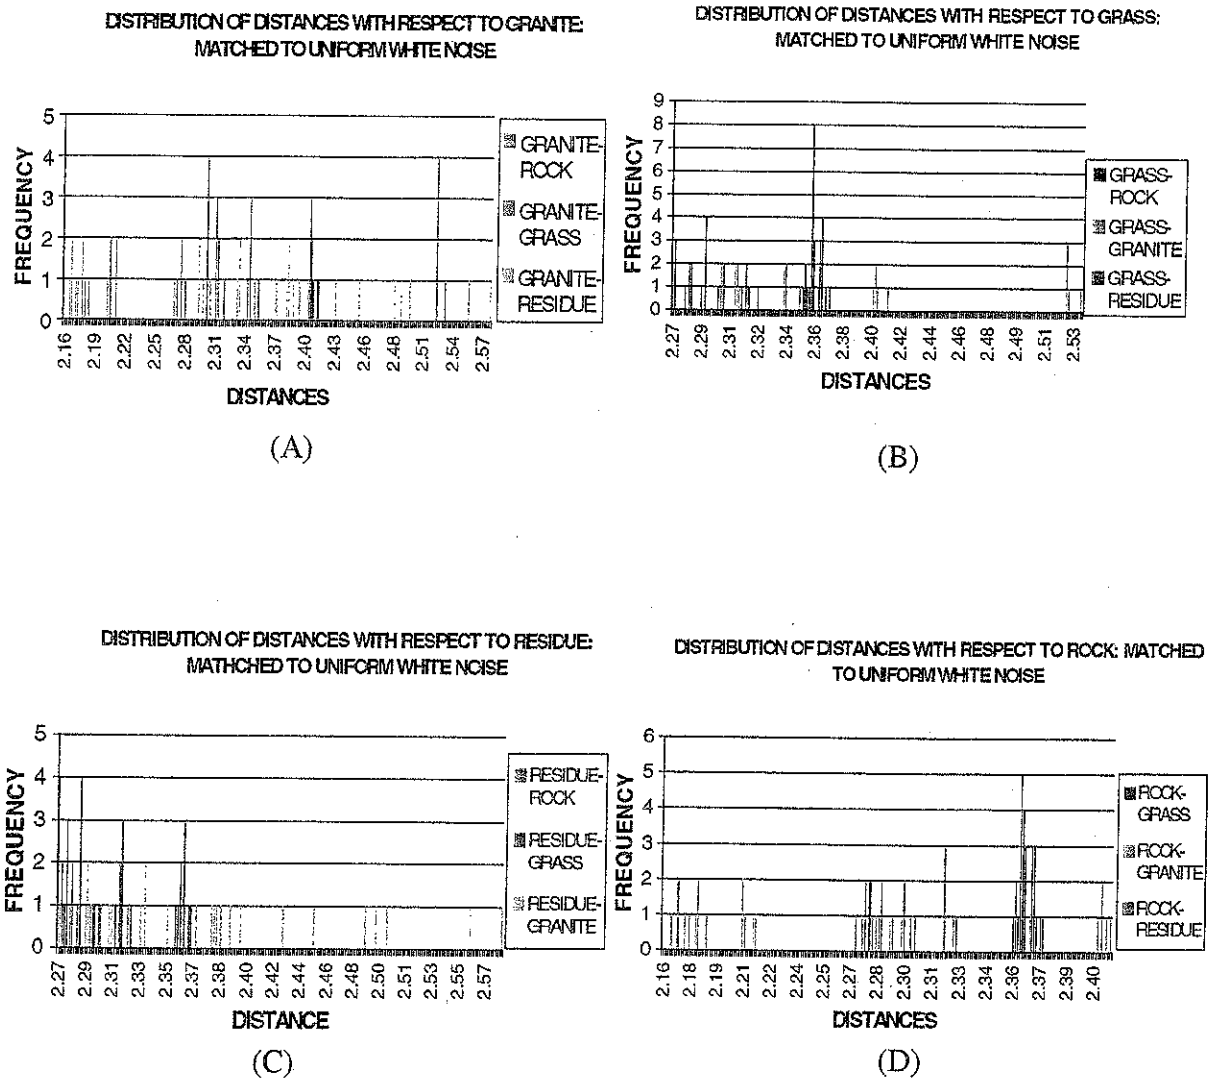 DISTRIBUTION OF DISTANCES WITH RESPECT TO GRANITE:
MATCHED TO UNIFORM WHITE NOISE
5
4
3
2
1
0
FREQUENCY
2.16
2.19
2.22
2.25
2.28
2.31
2.34
2.37
2.40
2.43
2.46
2.48
2.51
2.54
2.57
DISTANCES
GRANITE-
ROCK
GRANITE-
GRASS
GRANITE-
RESIDUE
(A)
DISTRIBUTION OF DISTANCES WITH RESPECT TO GRASS:
MATCHED TO UNIFORM WHITE NOISE
9
8
7
6
5
4
3
2
1
0
FREQUENCY
2.27
2.29
2.31
2.32
2.34
2.36
2.38
2.40
2.42
2.46
2.48
2.49
2.51
2.53
DISTANCES
GRASS-
ROCK
GRASS-
GRANITE
GRASS-
RESIDUE
(B)
DISTRIBUTION OF DISTANCES WITH RESPECT TO RESIDUE:
MATHCHED TO UNIFORM WHITE NOISE
5
4
3
2
1
0
FREQUENCY
2.27
2.29
2.31
2.33
2.35
2.37
2.38
2.40
2.42
2.46
2.48
2.50
2.51
2.53
2.55
2.57
DISTANCE
RESIDUE-
ROCK
RESIDUE-
GRASS
RESIDUE-
GRANITE
(C)
DISTRIBUTION OF DISTANCES WITH RESPECT TO ROCK: MATCHED
TO UNIFORM WHITE NOISE
6
5
4
3
2
1
0
FREQUENCY
2.16
2.18
2.19
2.21
2.22
2.24
2.25
2.27
2.28
2.30
2.31
2.33
2.34
2.36
2.37
2.39
2.40
DISTANCES
ROCK-
GRASS
ROCK-
GRANITE
ROCK-
RESIDUE
(D)